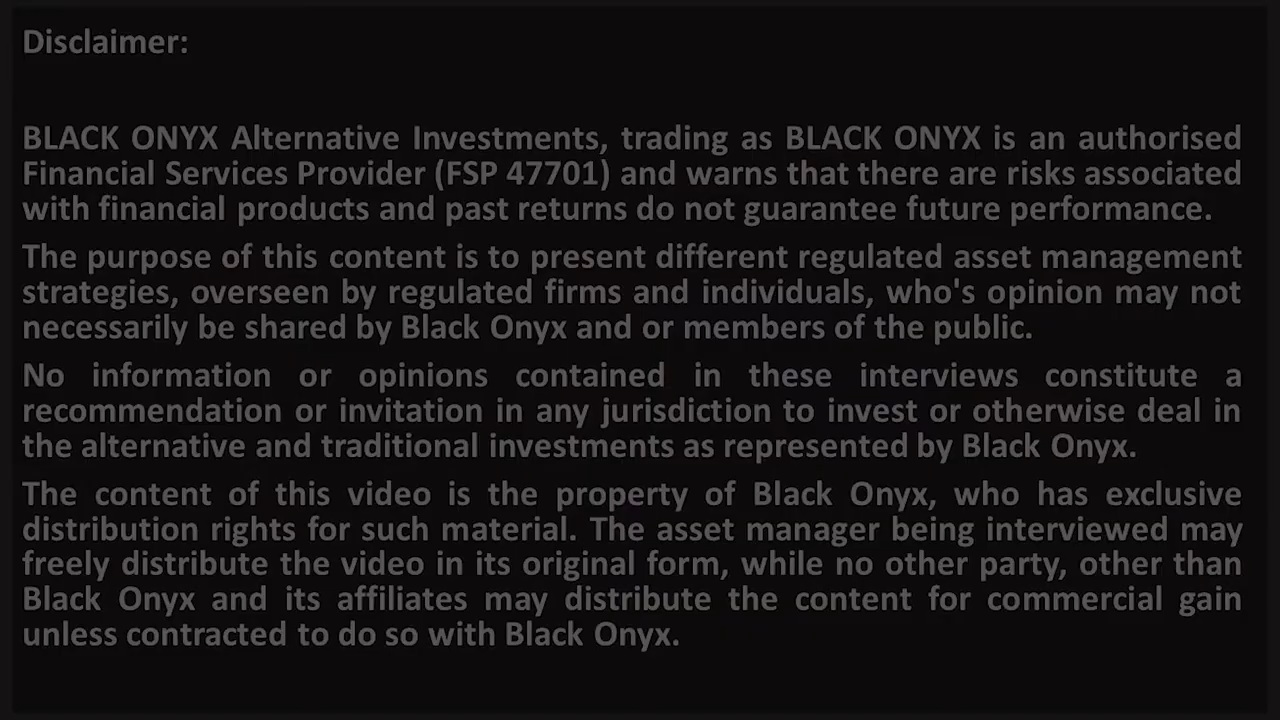 Disclaimer:
BLACK ONYX Alternative Investments, trading as BLACK ONYX is an authorised
Financial Services Provider (FSP 47701) and warns that there are risks associated
with financial products and past returns do not guarantee future performance.
The purpose of this content is to present different regulated asset management
strategies, overseen by regulated firms and individuals, who's opinion may not
necessarily be shared by Black Onyx and or members of the public.
No information or opinions contained in these interviews constitute a
recommendation or invitation in any jurisdiction to invest or otherwise deal in
the alternative and traditional investments as represented by Black Onyx.
The content of this video is the property of Black Onyx, who has exclusive
distribution rights for such material. The asset manager being interviewed may
freely distribute the video in its original form, while no other party, other than
Black Onyx and its affiliates may distribute the content for commercial gain
unless contracted to do so with Black Onyx.